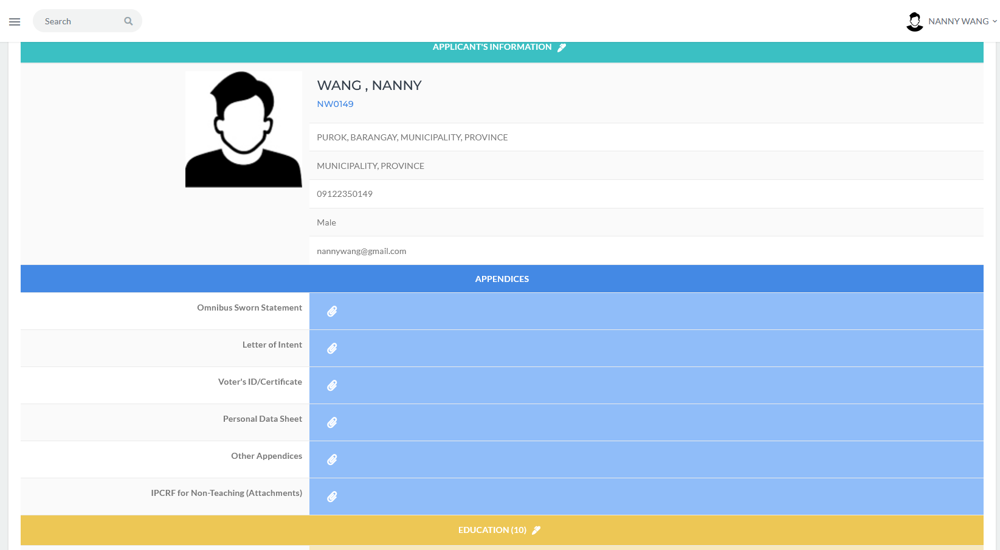 Search
NANNY WANG
APPLICANT'S INFORMATION
WANG , NANNY
NW0149
PUROK, BARANGAY, MUNICIPALITY, PROVINCE
MUNICIPALITY, PROVINCE
09122350149
Male
nannywang@gmail.com
APPENDICES
Omnibus Sworn Statement
Letter of Intent
Voter's ID/Certificate
Personal Data Sheet
Other Appendices
IPCRF for Non-Teaching (Attachments)
EDUCATION (10)